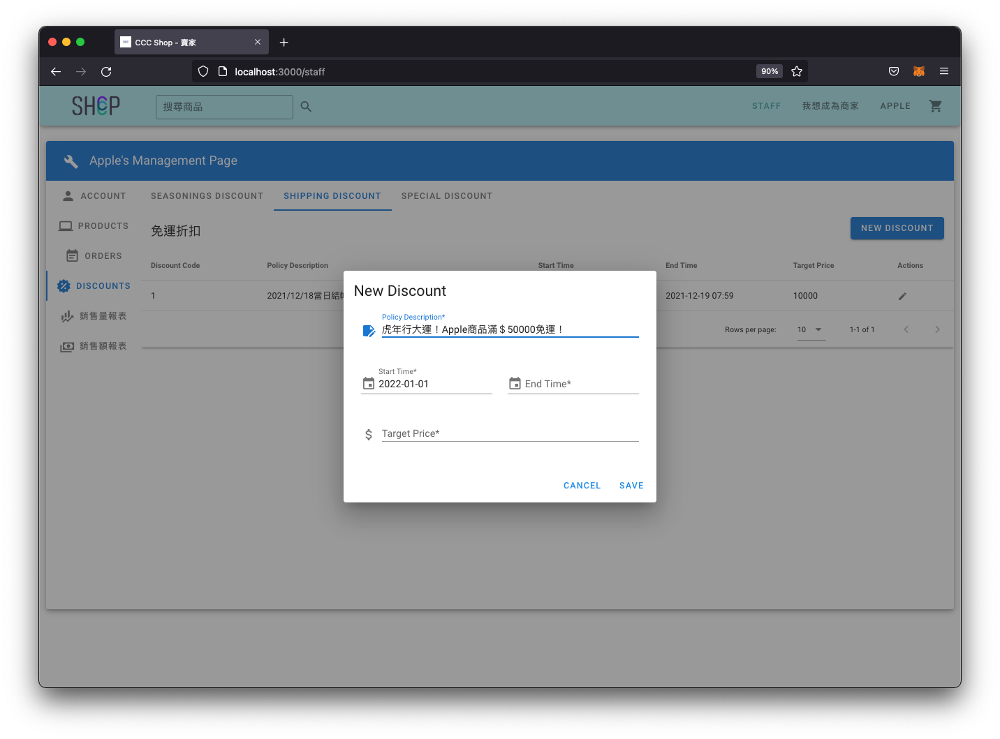 CCC Shop - 賣家
localhost:3000/staff
90%
SHCP
搜尋商品
STAFF
我想成為商家
APPLE
Apple's Management Page
ACCOUNT
SEASONINGS DISCOUNT
SHIPPING DISCOUNT
SPECIAL DISCOUNT
PRODUCTS
免運折扣
NEW DISCOUNT
ORDERS
Discount Code
Policy Description
Start Time
End Time
Target Price
Actions
DISCOUNTS
1
2021/12/18當日結
2021-12-19 07:59
10000
銷售量報表
Rows per page:
10
1-1 of 1
銷售額報表
New Discount
Policy Description*
虎年行大運！Apple商品滿＄50000免運！
Start Time*
2022-01-01
End Time*
Target Price*
CANCEL
SAVE